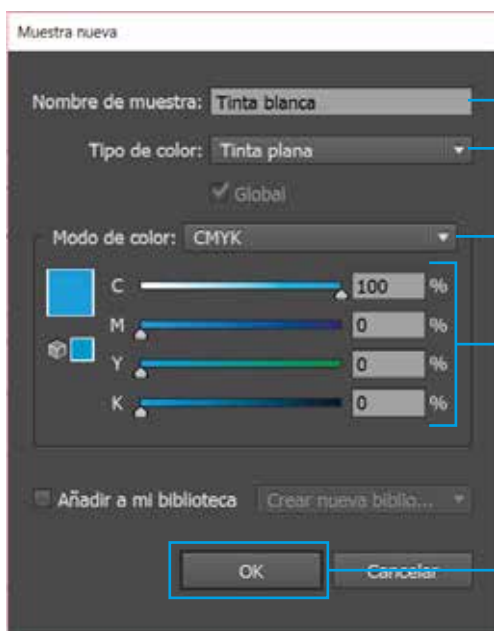 Muestra nueva
Nombre de muestra: Tinta blanca
Tipo de color: Tinta plana
Global
Modo de color: CMYK
C 100 %
M 0 %
Y 0 %
K 0 %
Añadir a mi biblioteca Crear nueva biblio...
OK Cancelar